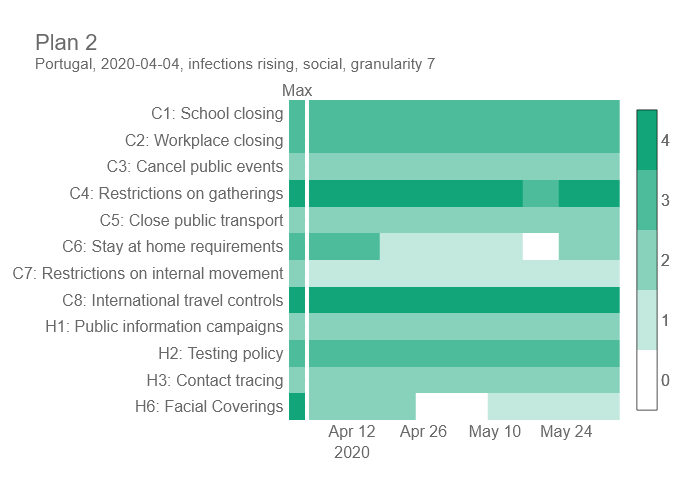 Plan 2
Portugal, 2020-04-04, infections rising, social, granularity 7
Max
C1: School closing
C2: Workplace closing
C3: Cancel public events
C4: Restrictions on gatherings
C5: Close public transport
C6: Stay at home requirements
C7: Restrictions on internal movement
C8: International travel controls
H1: Public information campaigns
H2: Testing policy
H3: Contact tracing
H6: Facial Coverings
Apr 12 Apr 26 May 10 May 24
2020
4
3
2
1
0